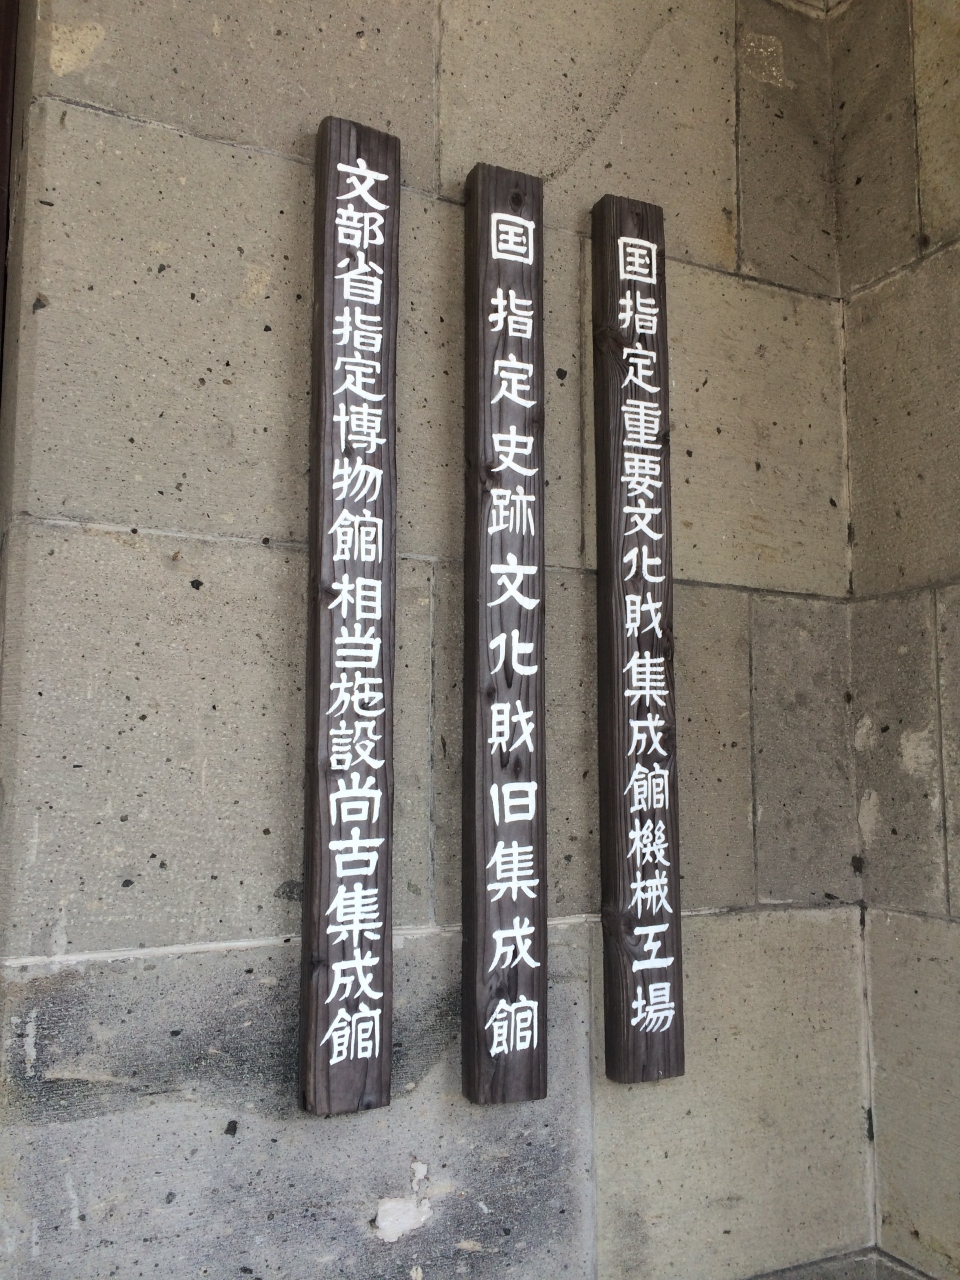 国指定重要文化財集成館機械工場
国指定史跡文化財旧集成館
文部省指定博物館相当施設尚古集成館